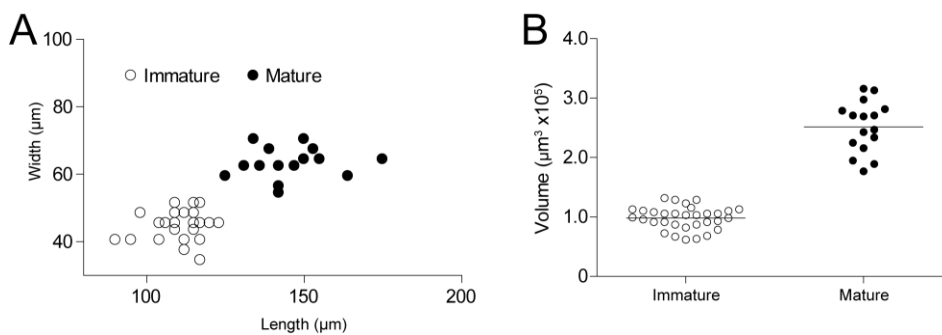 A
100
80
60
40
Width (µm)
Immature
Mature
100
150
200
Length (µm)
B
4.0
3.0
2.0
1.0
0
Volume (µm³ x10⁵)
Immature
Mature